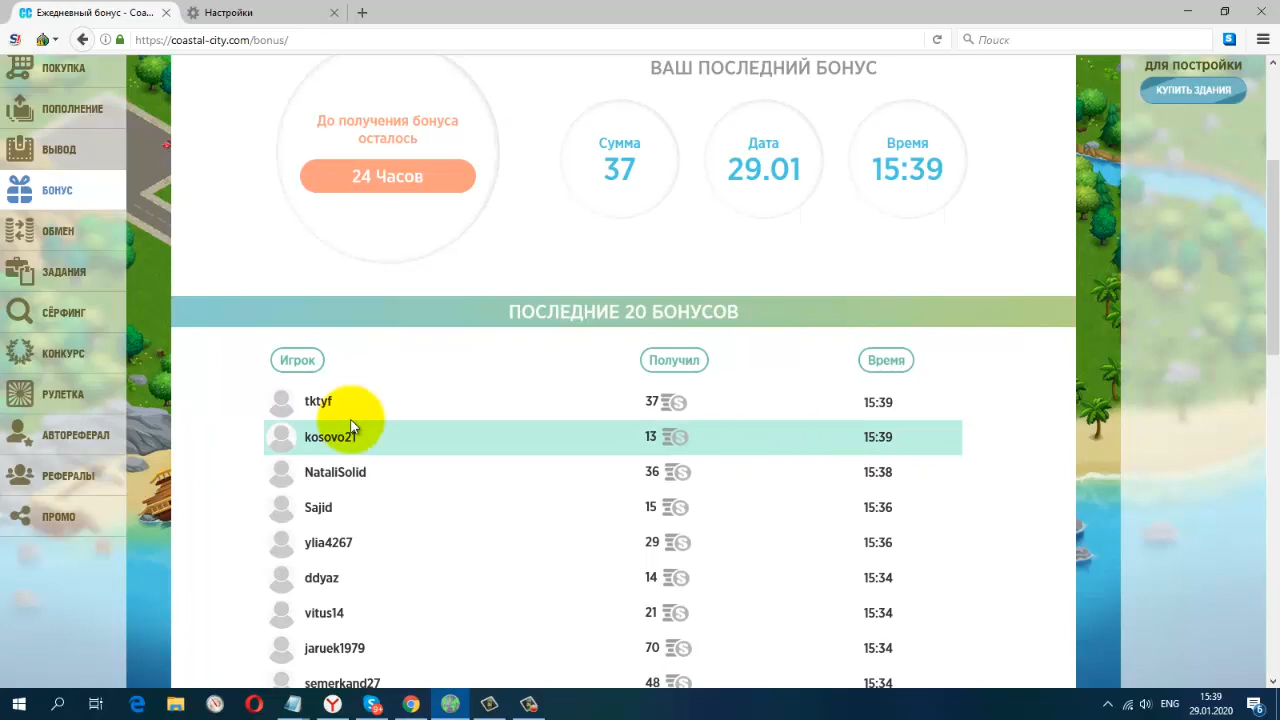 Coastal-City - Бонус - Со...
Настройки
https://coastal-city.com/bonus/
Поиск
ПОКУПКА
ПОПОЛНЕНИЕ
ВЫВОД
БОНУС
ОБМЕН
ЗАДАНИЯ
СЁРФИНГ
КОНКУРС
РУЛЕТКА
АВТОРЕФЕРАЛ
РЕФЕРАЛЫ
ПРОМО
До получения бонуса
осталось
24 Часов
ВАШ ПОСЛЕДНИЙ БОНУС
Сумма
37
Дата
29.01
Время
15:39
для постройки
КУПИТЬ ЗДАНИЯ
ПОСЛЕДНИЕ 20 БОНУСОВ
Игрок Получил Время
tktyf 37 15:39
kosovo21 13 15:39
NataliSolid 36 15:38
Sajid 15 15:36
ylia4267 29 15:36
ddyaz 14 15:34
vitus14 21 15:34
jaruek1979 70 15:34
semerkand27 48 15:34
ENG
15:39
29.01.2020